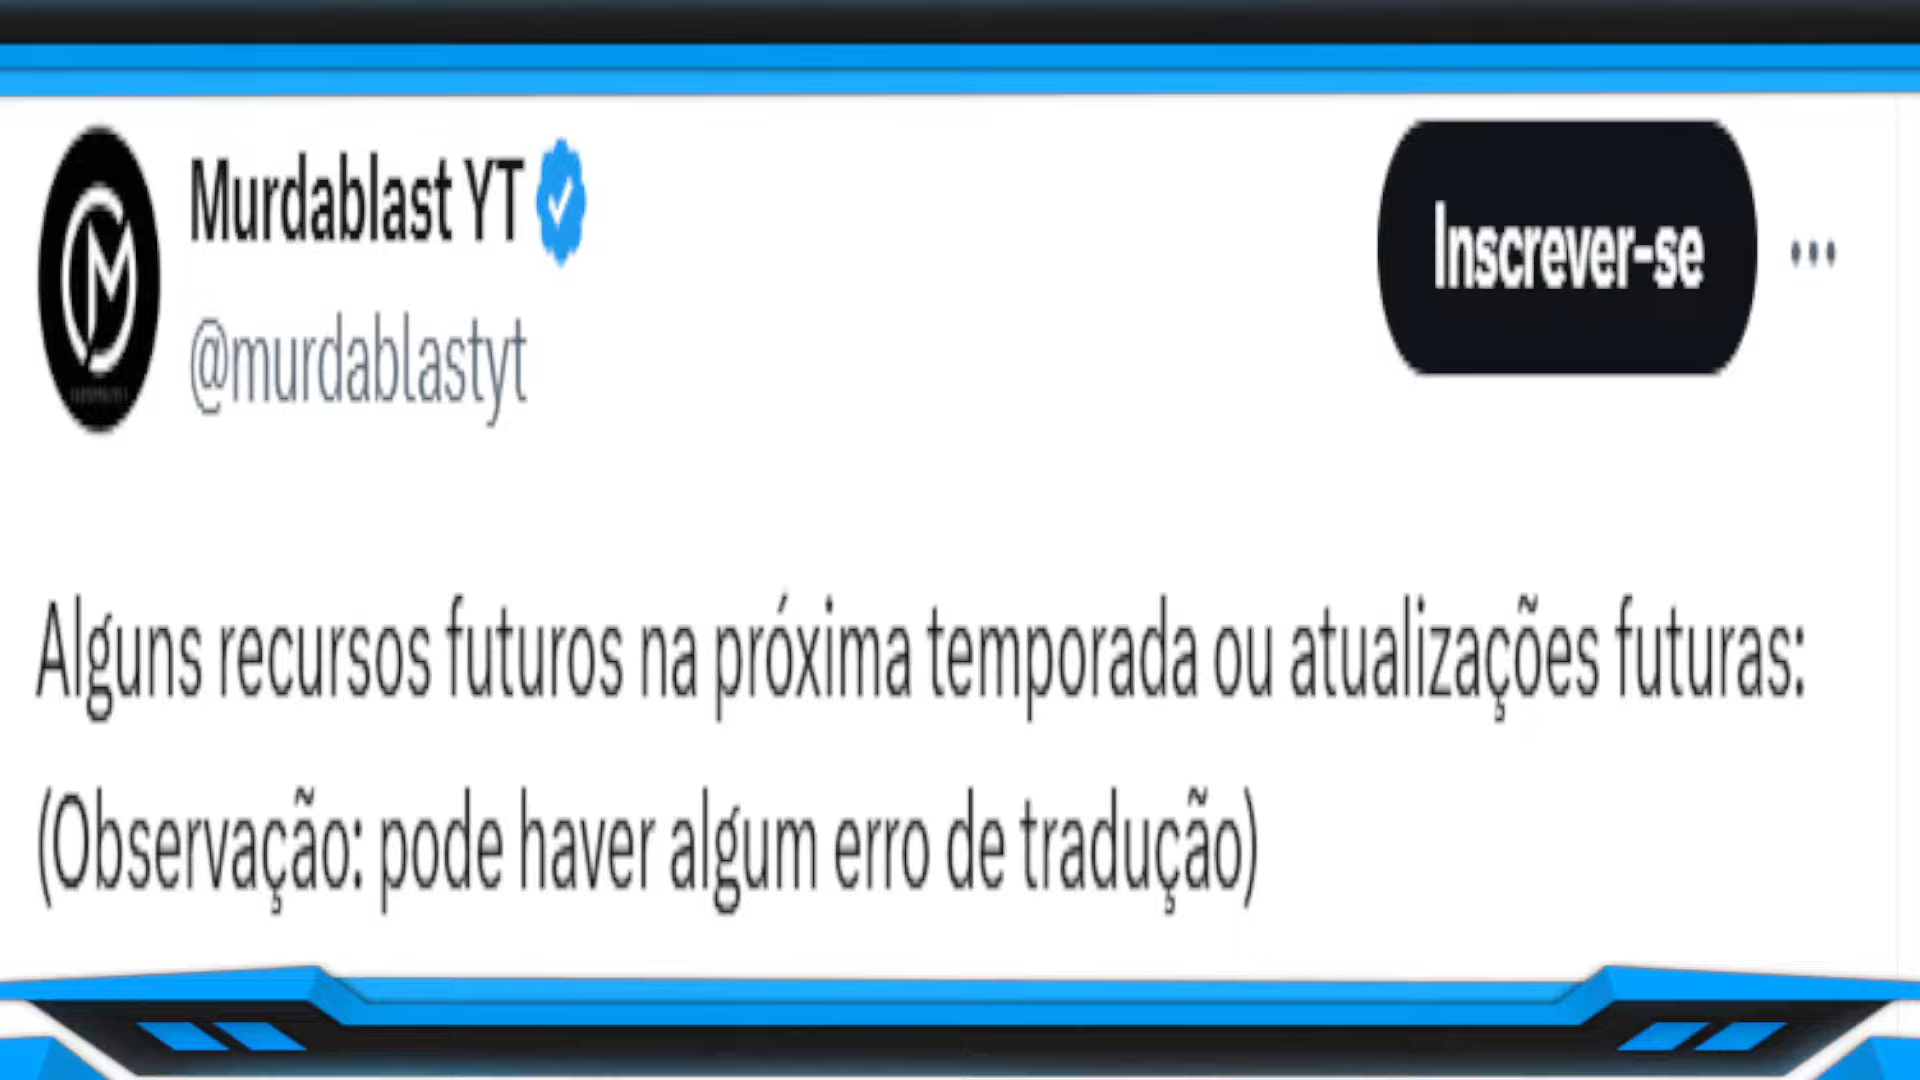 Murdablast YT
Inscrever-se
@murdablastyt
Alguns recursos futuros na próxima temporada ou atualizações futuras:
(Observação: pode haver algum erro de tradução)